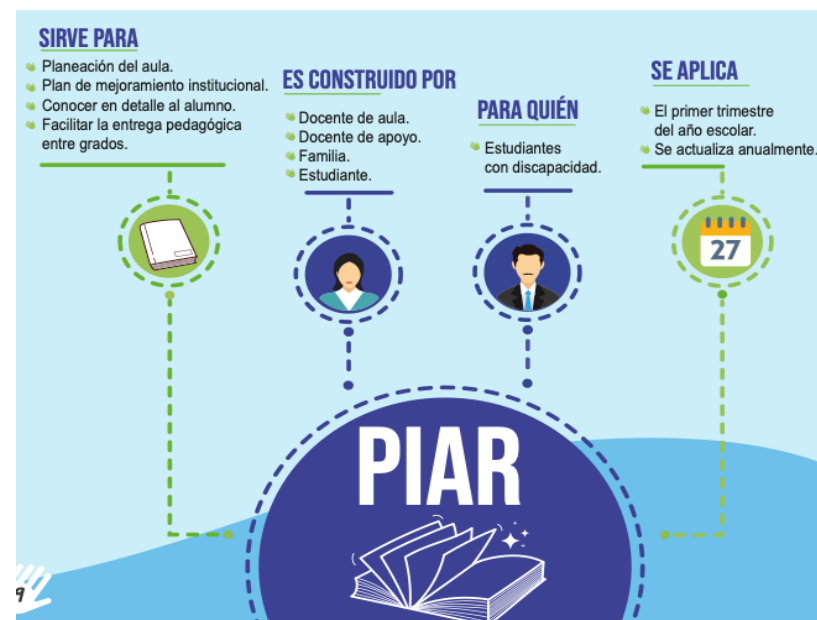 SIRVE PARA
Planeación del aula.
Plan de mejoramiento institucional.
Conocer en detalle al alumno.
Facilitar la entrega pedagógica
entre grados.
ES CONSTRUIDO POR
Docente de aula.
Docente de apoyo.
Familia.
Estudiante.
PARA QUIÉN
Estudiantes
con discapacidad.
SE APLICA
El primer trimestre
del año escolar.
Se actualiza anualmente.
27
PIAR
9